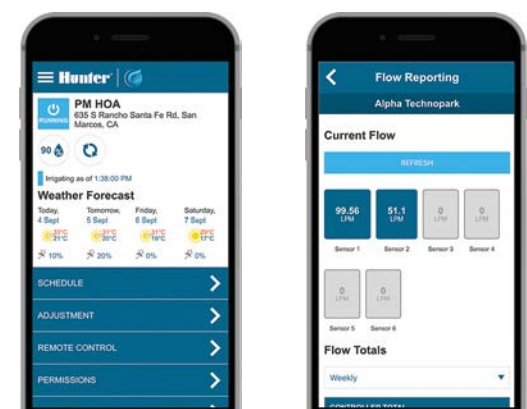 Hunter
PM HOA
635 S Rancho Santa Fe Rd, San
Marcos, CA
RUNNING
90
Irrigating as of 1:38:00 PM
Weather Forecast
Today, Tomorrow, Friday, Saturday,
4 Sept 5 Sept 6 Sept 7 Sept
10% 20% 0% 0%
SCHEDULE
ADJUSTMENT
REMOTE CONTROL
PERMISSIONS
Flow Reporting
Alpha Technopark
Current Flow
REFRESH
99.56 51.1 0 0
LPM LPM LPM LPM
Sensor 1 Sensor 2 Sensor 3 Sensor 4
0 0
LPM LPM
Sensor 5 Sensor 6
Flow Totals
Weekly
CONTROLLER TOTAL